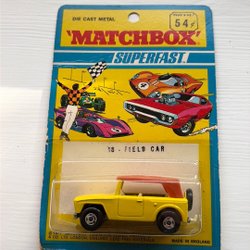 DIE CAST METAL
54¢
"MATCHBOX"
SUPERFAST
18 - FIELD CAR
MADE IN ENGLAND